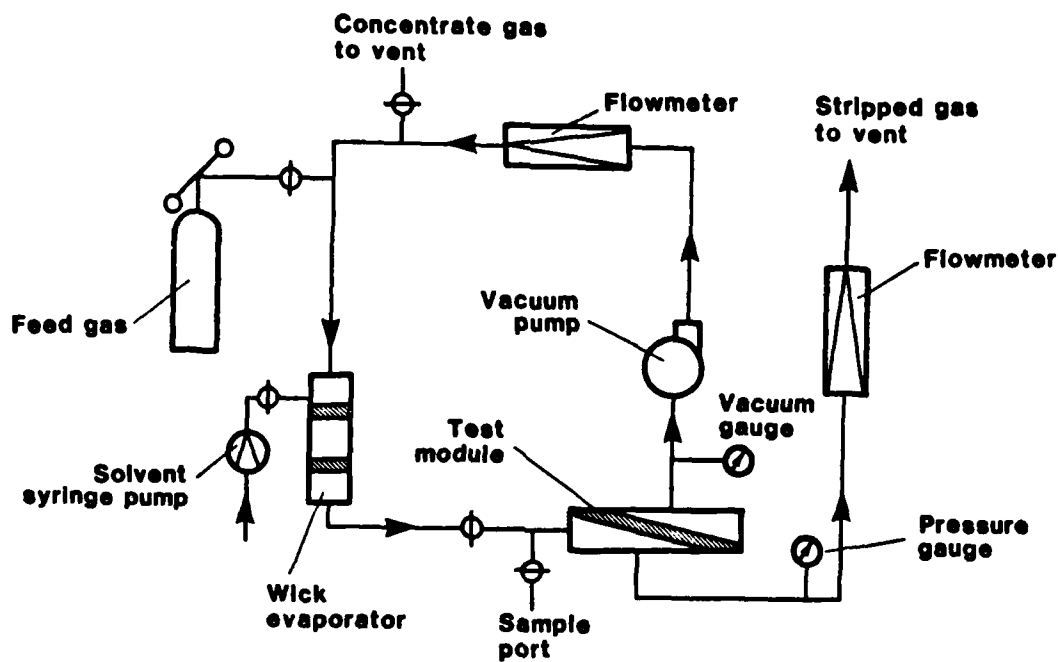 Concentrate gas
to vent
Flowmeter
Stripped gas
to vent
Feed gas
Vacuum
pump
Flowmeter
Vacuum
gauge
Test
module
Solvent
syringe pump
Pressure
gauge
Wick
evaporator
Sample
port